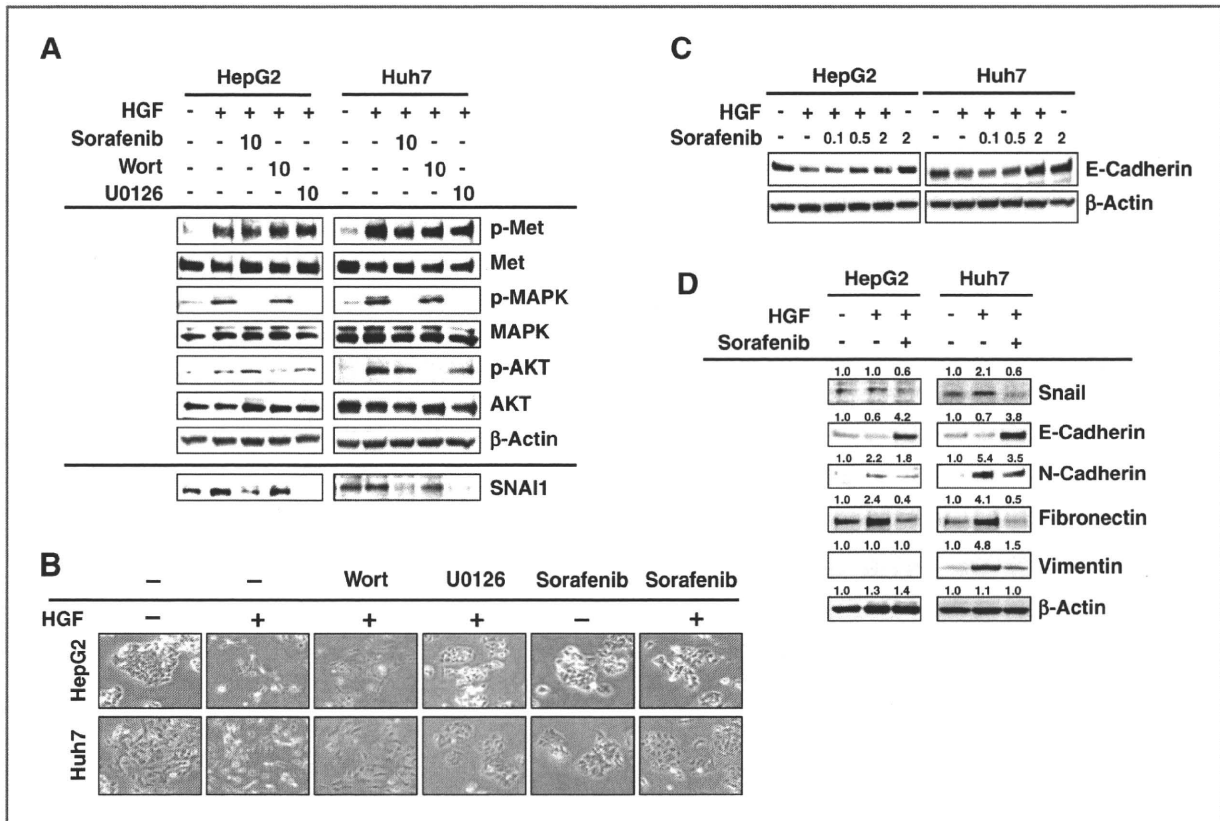 A
HepG2 Huh7
HGF - + + + + - + + + +
Sorafenib - - 10 - - - - 10 - -
Wort - - - 10 - - - - 10 -
U0126 - - - - 10 - - - - 10
p-Met
Met
p-MAPK
MAPK
p-AKT
AKT
β-Actin
SNAI1
B
– – Wort U0126 Sorafenib Sorafenib
HGF – + + + – +
HepG2
Huh7
C
HepG2 Huh7
HGF - + + + + - - + + + + -
Sorafenib - - 0.1 0.5 2 2 - - 0.1 0.5 2 2
E-Cadherin
β-Actin
D
HepG2 Huh7
HGF - + + - + +
Sorafenib - - + - - +
1.0 1.0 0.6 1.0 2.1 0.6
Snail
1.0 0.6 4.2 1.0 0.7 3.8
E-Cadherin
1.0 2.2 1.8 1.0 5.4 3.5
N-Cadherin
1.0 2.4 0.4 1.0 4.1 0.5
Fibronectin
1.0 1.0 1.0 1.0 4.8 1.5
Vimentin
1.0 1.3 1.4 1.0 1.1 1.0
β-Actin